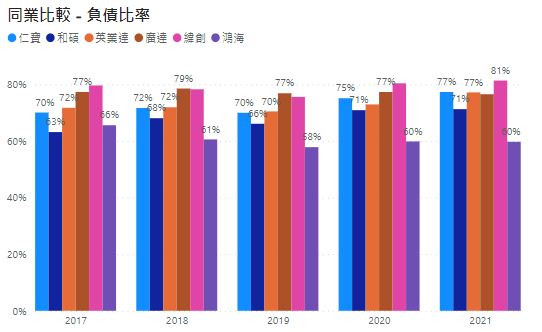 同業比較 - 負債比率
仁寶 和碩 英業達 廣達 緯創 鴻海
80%
60%
40%
20%
0%
70% 63% 72% 77% 66%
72% 68% 72% 79% 61%
70% 66% 70% 77% 58%
75% 71% 77% 60%
77% 71% 77% 81% 60%
2017 2018 2019 2020 2021